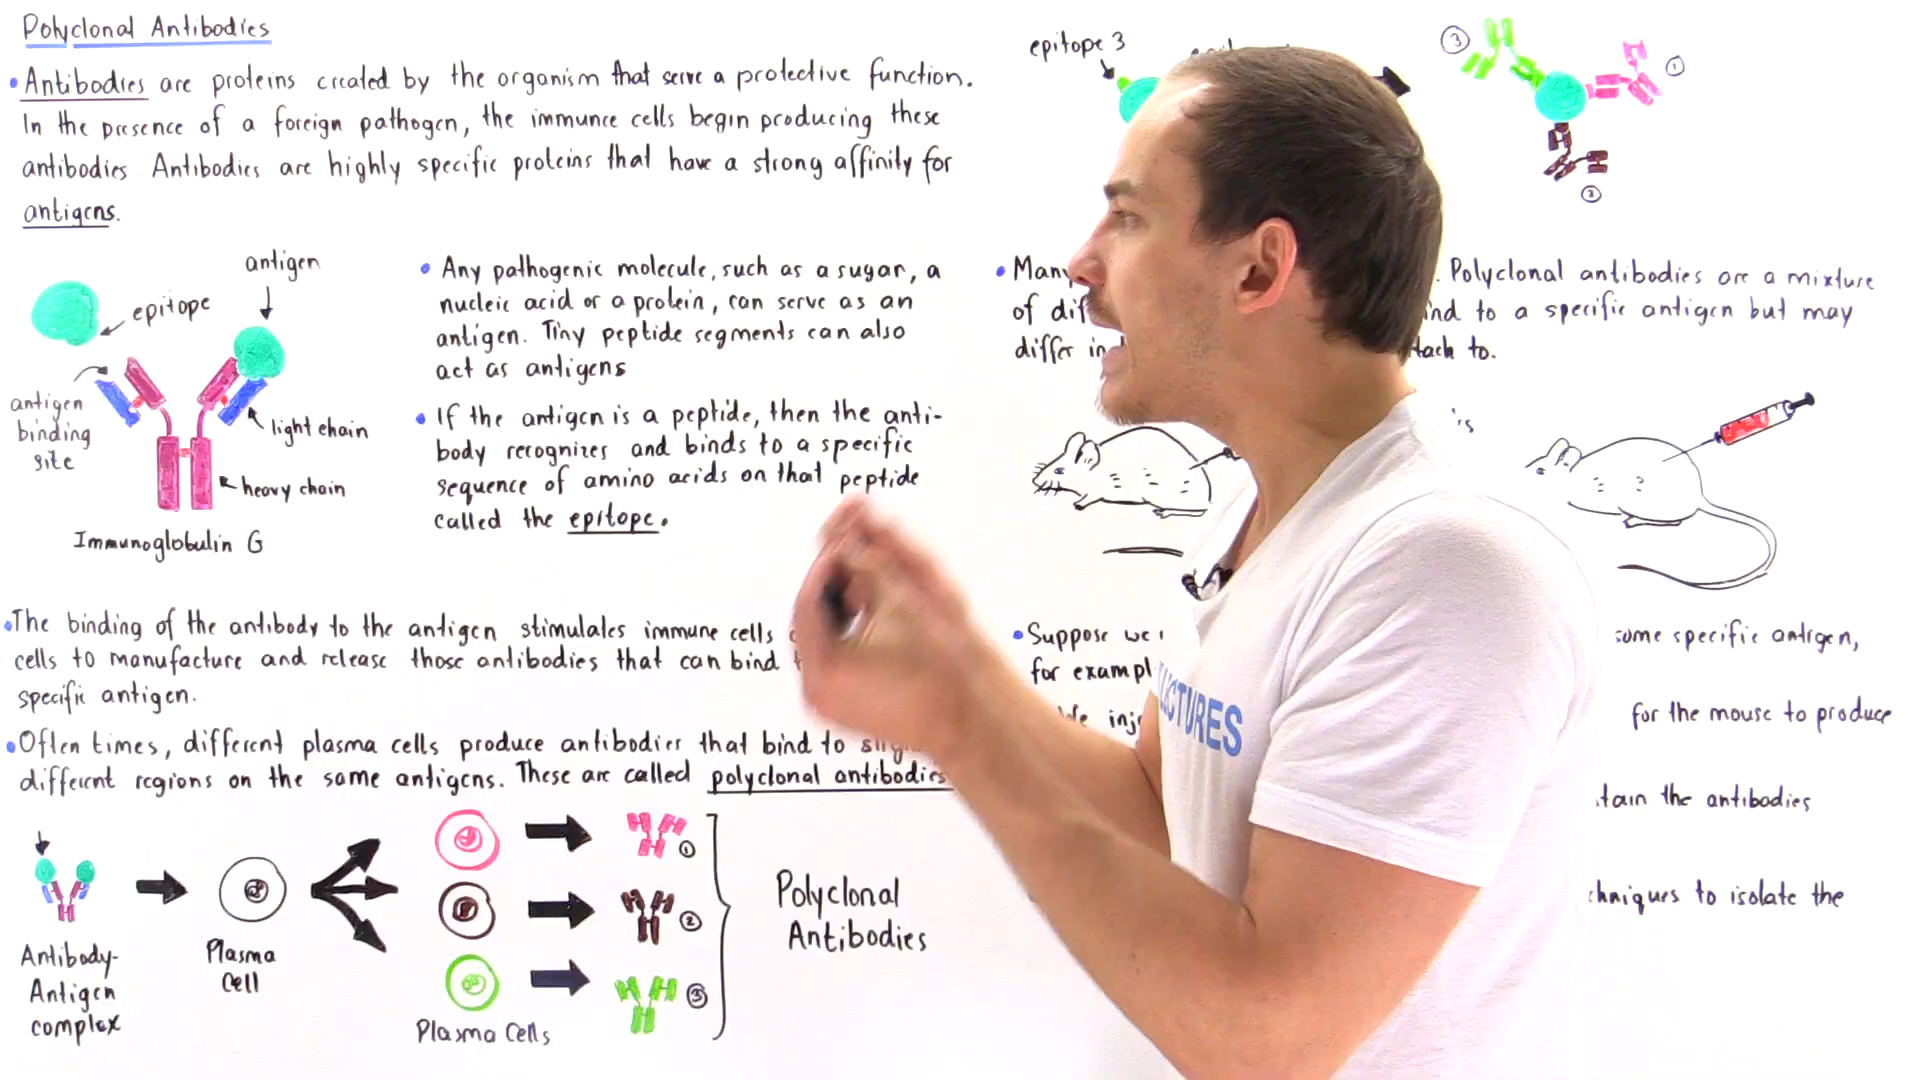 Polyclonal Antibodies
• Antibodies are proteins created by the organism that serve a protective function.
In the presence of a foreign pathogen, the immune cells begin producing these
antibodies. Antibodies are highly specific proteins that have a strong affinity for
antigens.
epitope
antigen
antigen
binding
site
light chain
heavy chain
Immunoglobulin G
• Any pathogenic molecule, such as a sugar, a
nucleic acid or a protein, can serve as an
antigen. Tiny peptide segments can also
act as antigens
• If the antigen is a peptide, then the anti-
body recognizes and binds to a specific
sequence of amino acids on that peptide
called the epitope.
• The binding of the antibody to the antigen stimulates immune cells
cells to manufacture and release those antibodies that can bind
specific antigen.
• Often times, different plasma cells produce antibodies that bind to
different regions on the same antigens. These are called polyclonal antibodies
Antibody-
Antigen
complex
Plasma
Cell
Plasma Cells
①
②
③
Polyclonal
Antibodies
epitope 3
③
①
②
• Many Polyclonal antibodies are a mixture
of to a specific antigen but may
differ to.
• Suppose we some specific antigen,
for
for the mouse to produce
the antibodies
to isolate the
LECTURES